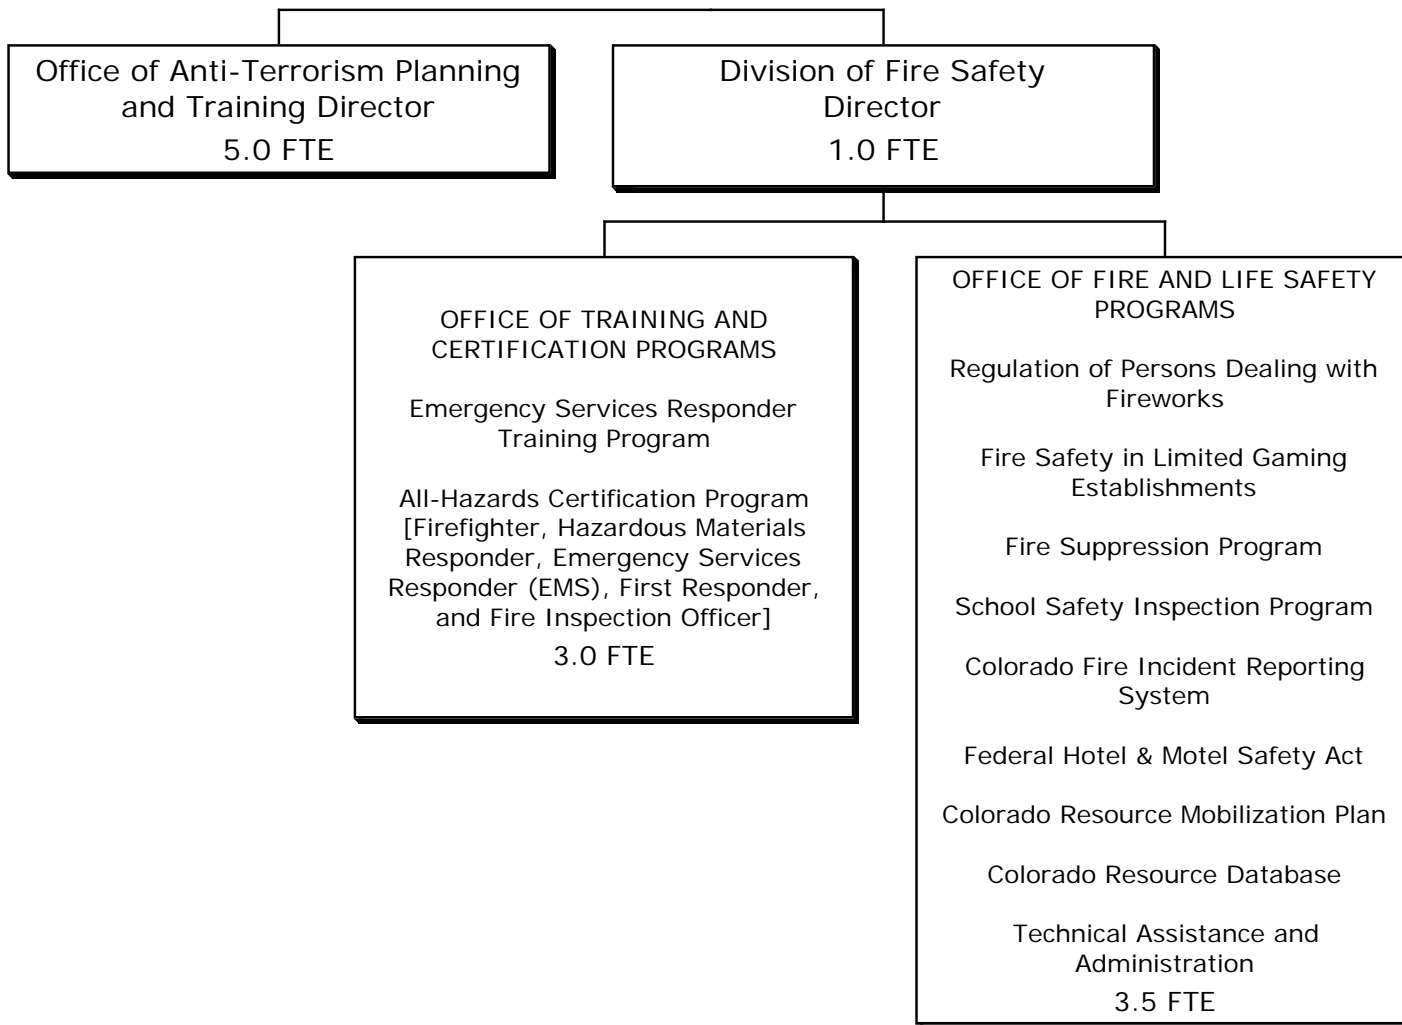 Office of Anti-Terrorism Planning
and Training Director
5.0 FTE
Division of Fire Safety
Director
1.0 FTE
OFFICE OF TRAINING AND
CERTIFICATION PROGRAMS
Emergency Services Responder
Training Program
All-Hazards Certification Program
[Firefighter, Hazardous Materials
Responder, Emergency Services
Responder (EMS), First Responder,
and Fire Inspection Officer]
3.0 FTE
OFFICE OF FIRE AND LIFE SAFETY
PROGRAMS
Regulation of Persons Dealing with
Fireworks
Fire Safety in Limited Gaming
Establishments
Fire Suppression Program
School Safety Inspection Program
Colorado Fire Incident Reporting
System
Federal Hotel & Motel Safety Act
Colorado Resource Mobilization Plan
Colorado Resource Database
Technical Assistance and
Administration
3.5 FTE